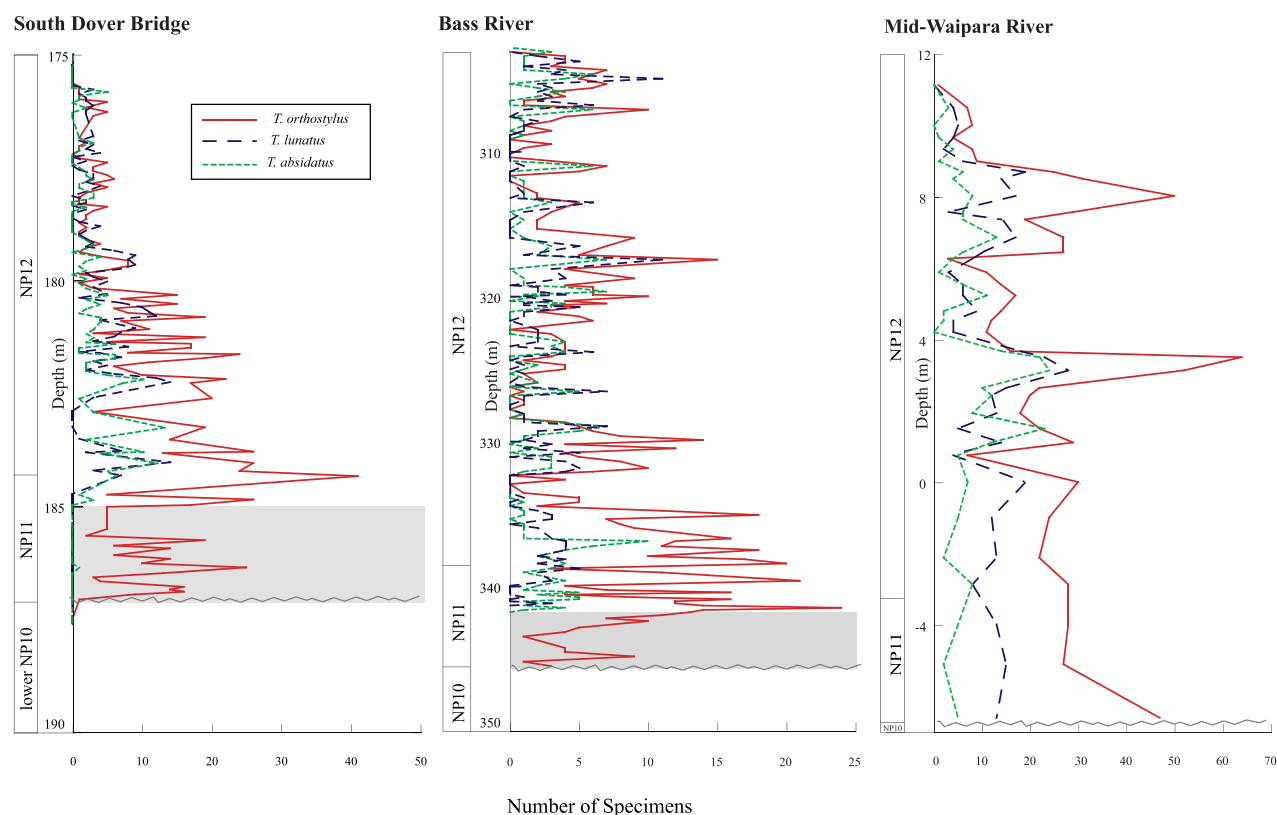 South Dover Bridge
Bass River
Mid-Waipara River
175
180
185
190
Depth (m)
NP12
NP11
lower NP10
0 10 20 30 40 50
T. orthostylus
T. lunatus
T. absidatus
310
320
330
340
350
Depth (m)
NP12
NP11
NP10
0 5 10 15 20 25
12
8
4
0
-4
Depth (m)
NP12
NP11
NP10
0 10 20 30 40 50 60 70
Number of Specimens